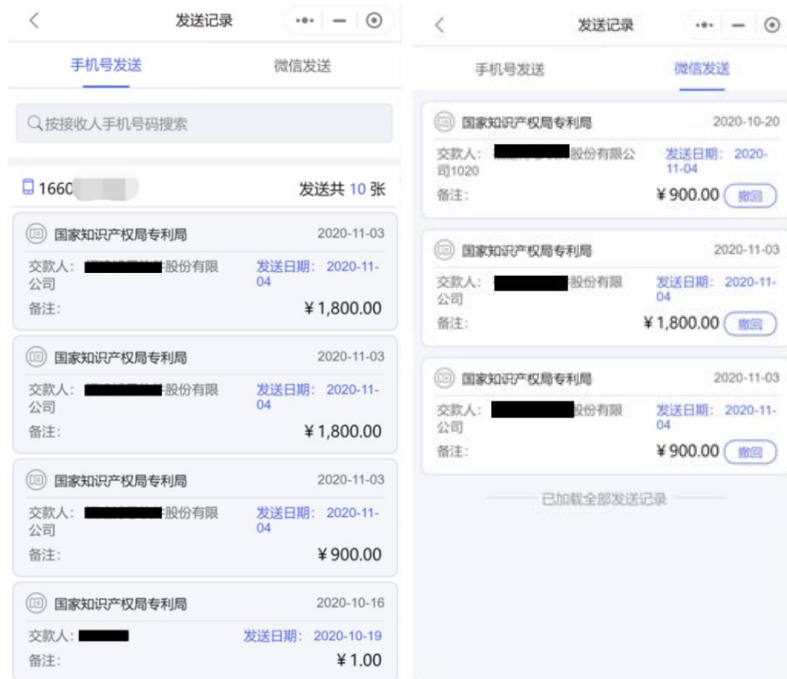 发送记录
手机号发送 微信发送
按接收人手机号码搜索
1660
发送共 10 张
国家知识产权局专利局 2020-11-03
交款人： 股份有限 发送日期： 2020-11-
公司 04
备注： ¥1,800.00
国家知识产权局专利局 2020-11-03
交款人： 股份有限 发送日期： 2020-11-
公司 04
备注： ¥1,800.00
国家知识产权局专利局 2020-11-03
交款人： 股份有限 发送日期： 2020-11-
公司 04
备注： ¥900.00
国家知识产权局专利局 2020-10-16
交款人： 发送日期： 2020-10-19
备注： ¥1.00
发送记录
手机号发送 微信发送
国家知识产权局专利局 2020-10-20
交款人： 股份有限公 发送日期： 2020-
司1020 11-04
备注： ¥900.00 撤回
国家知识产权局专利局 2020-11-03
交款人： 股份有限 发送日期： 2020-11-
公司 04
备注： ¥1,800.00 撤回
国家知识产权局专利局 2020-11-03
交款人： 股份有限 发送日期： 2020-11-
公司 04
备注： ¥900.00 撤回
已加载全部发送记录